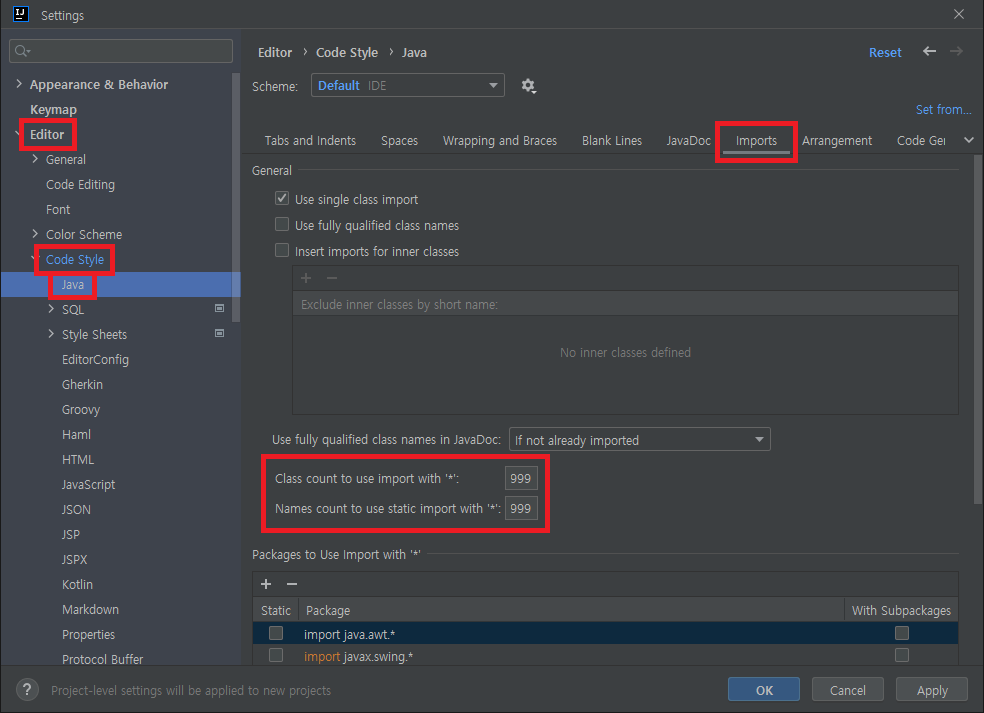 IJ Settings
Editor › Code Style › Java
Reset
Scheme: Default IDE
Set from...
Appearance & Behavior
Keymap
Editor
General
Code Editing
Font
Color Scheme
Code Style
Java
SQL
Style Sheets
EditorConfig
Gherkin
Groovy
Haml
HTML
JavaScript
JSON
JSP
JSPX
Kotlin
Markdown
Properties
Protocol Buffer
Tabs and Indents Spaces Wrapping and Braces Blank Lines JavaDoc Imports Arrangement Code Ger
General
Use single class import
Use fully qualified class names
Insert imports for inner classes
Exclude inner classes by short name:
No inner classes defined
Use fully qualified class names in JavaDoc: If not already imported
Class count to use import with '*': 999
Names count to use static import with '*': 999
Packages to Use Import with '*'
Static Package With Subpackages
import java.awt.*
import javax.swing.*
? Project-level settings will be applied to new projects
OK Cancel Apply